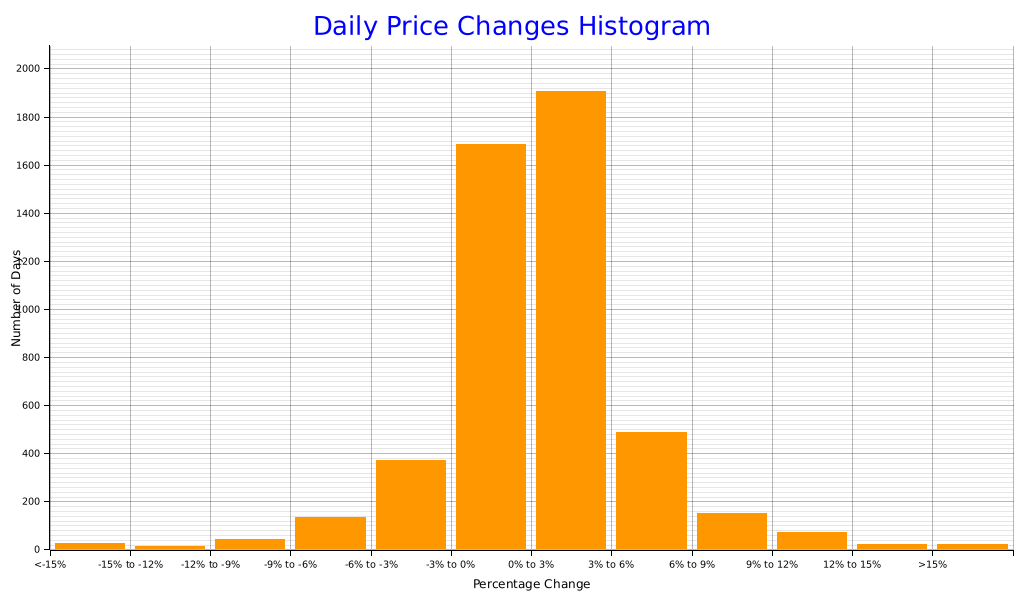 Daily Price Changes Histogram
2000
1800
1600
1400
1200
1000
800
600
400
200
0
Number of Days
<-15% -15% to -12% -12% to -9% -9% to -6% -6% to -3% -3% to 0% 0% to 3% 3% to 6% 6% to 9% 9% to 12% 12% to 15% >15%
Percentage Change